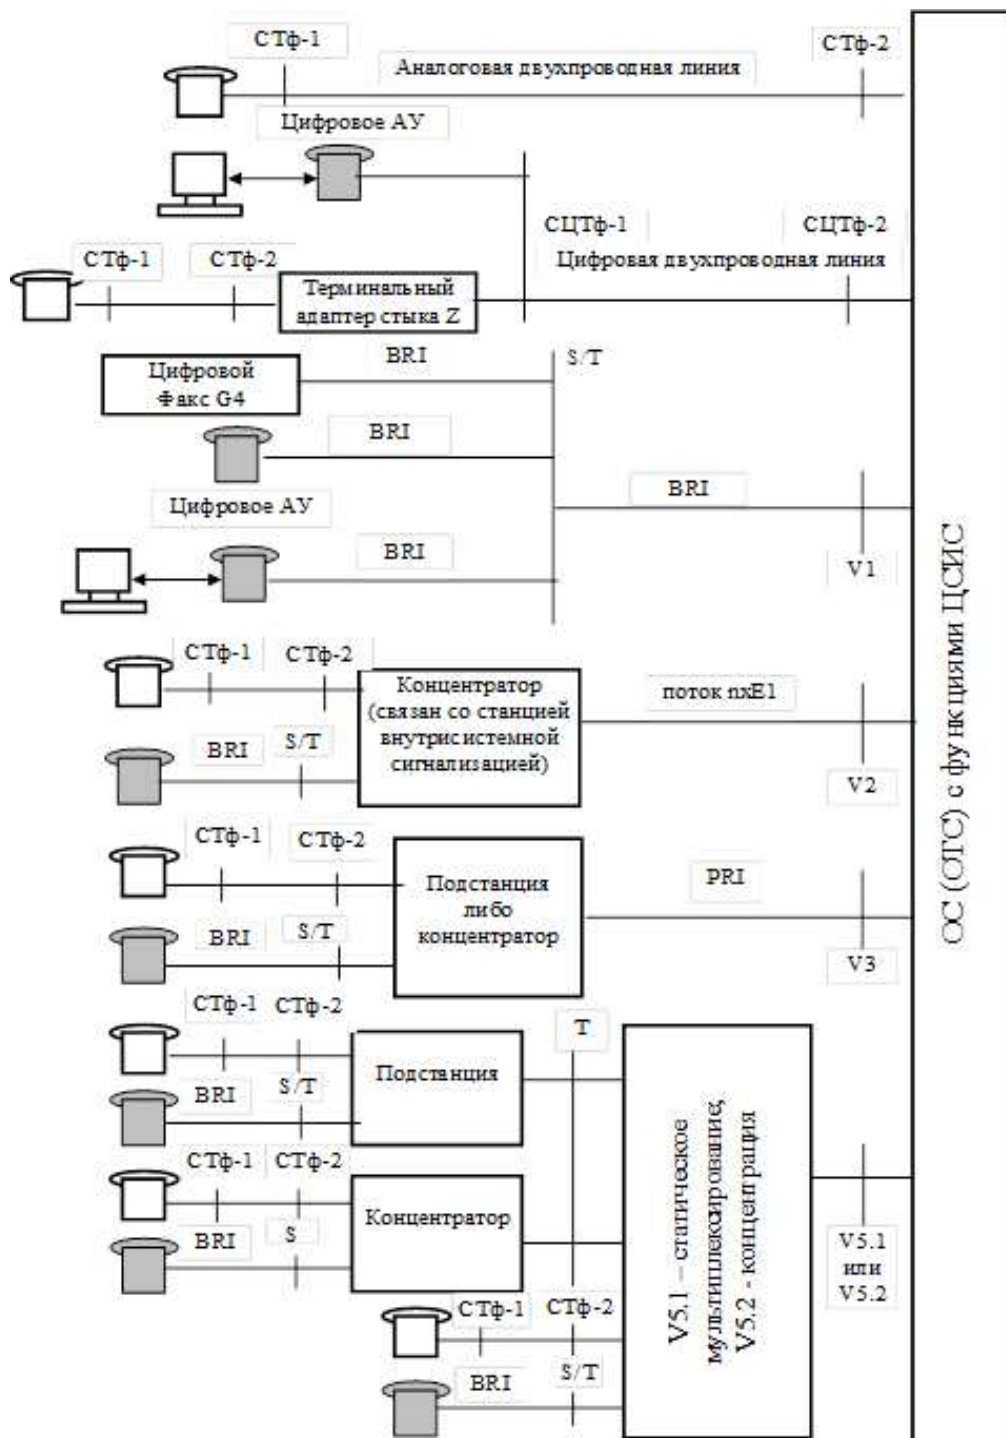 СТф-1
СТф-2
Аналоговая двухпроводная линия
Цифровое АУ
СЦТф-1
СЦТф-2
СТф-1
СТф-2
Цифровая двухпроводная линия
Терминальный
адаптер стыка Z
BRI
S/T
Цифровой
Факс G4
BRI
BRI
Цифровое АУ
BRI
V1
СТф-1
СТф-2
Концентратор
(связан со станцией
внутрисистемной
сигнализацией)
поток nxE1
BRI
S/T
V2
СТф-1
СТф-2
Подстанция
либо
концентратор
PRI
BRI
S/T
V3
СТф-1
СТф-2
T
Подстанция
BRI
S/T
СТф-1
СТф-2
Концентратор
BRI
S
V5.1 – статическое
мультиплексирование;
V5.2 - концентрация
V5.1
или
V5.2
СТф-1
СТф-2
BRI
S/T
ОС (ОТС) с функциями ЦСИС